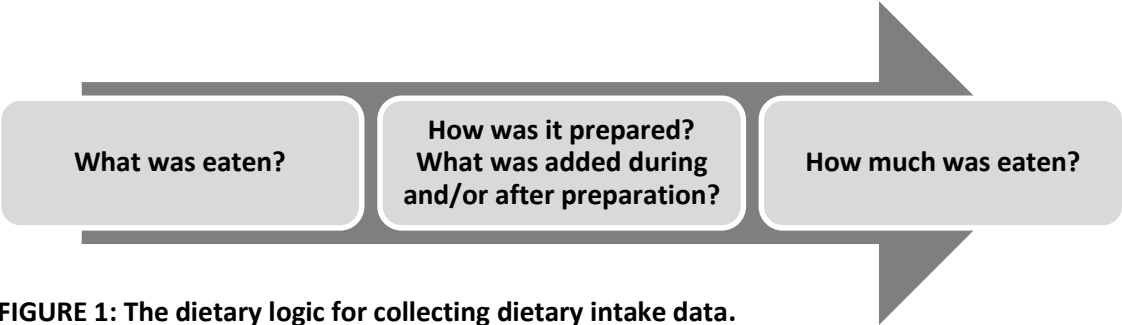 What was eaten?
How was it prepared?
What was added during
and/or after preparation?
How much was eaten?
FIGURE 1: The dietary logic for collecting dietary intake data.